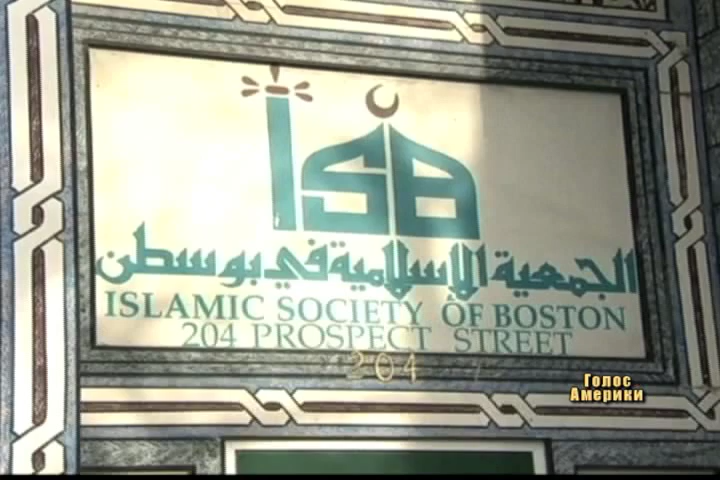 ISB
الجمعية الإسلامية في بوسطن
ISLAMIC SOCIETY OF BOSTON
204 PROSPECT STREET
204
Голос
Америки